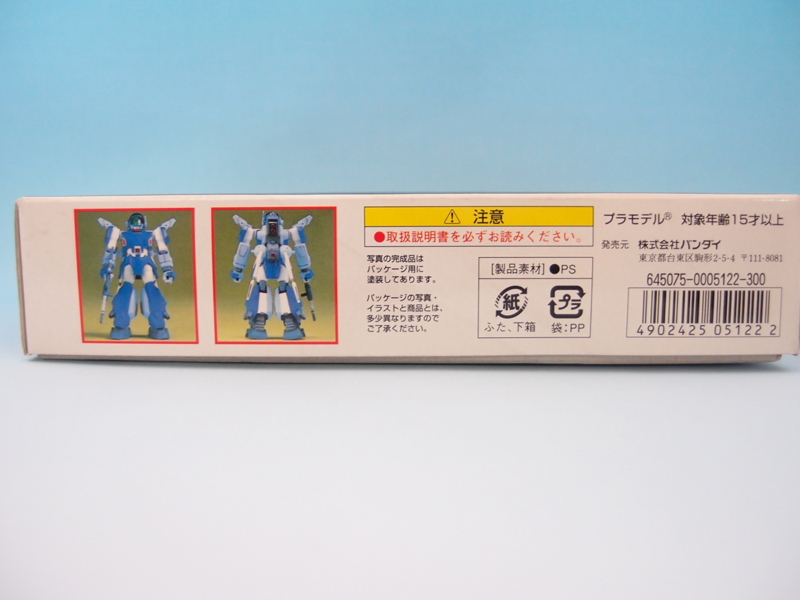 ⚠ 注意
●取扱説明書を必ずお読みください。
写真の完成品は
パッケージ用に
塗装してあります。
パッケージの写真・
イラストと商品とは、
多少異なりますので
ご了承ください。
[製品素材] ●PS
紙
プラ
ふた、下箱
袋:PP
プラモデル® 対象年齢15才以上
発売元 株式会社バンダイ
東京都台東区駒形2-5-4 〒111-8081
645075-0005122-300
4902425 05122 2